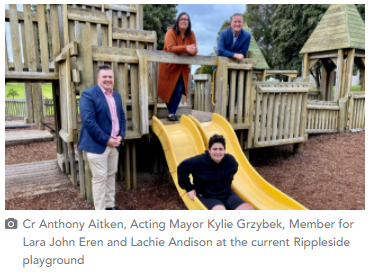 Cr Anthony Aitken, Acting Mayor Kylie Grzybek, Member for
Lara John Eren and Lachie Andison at the current Rippleside
playground